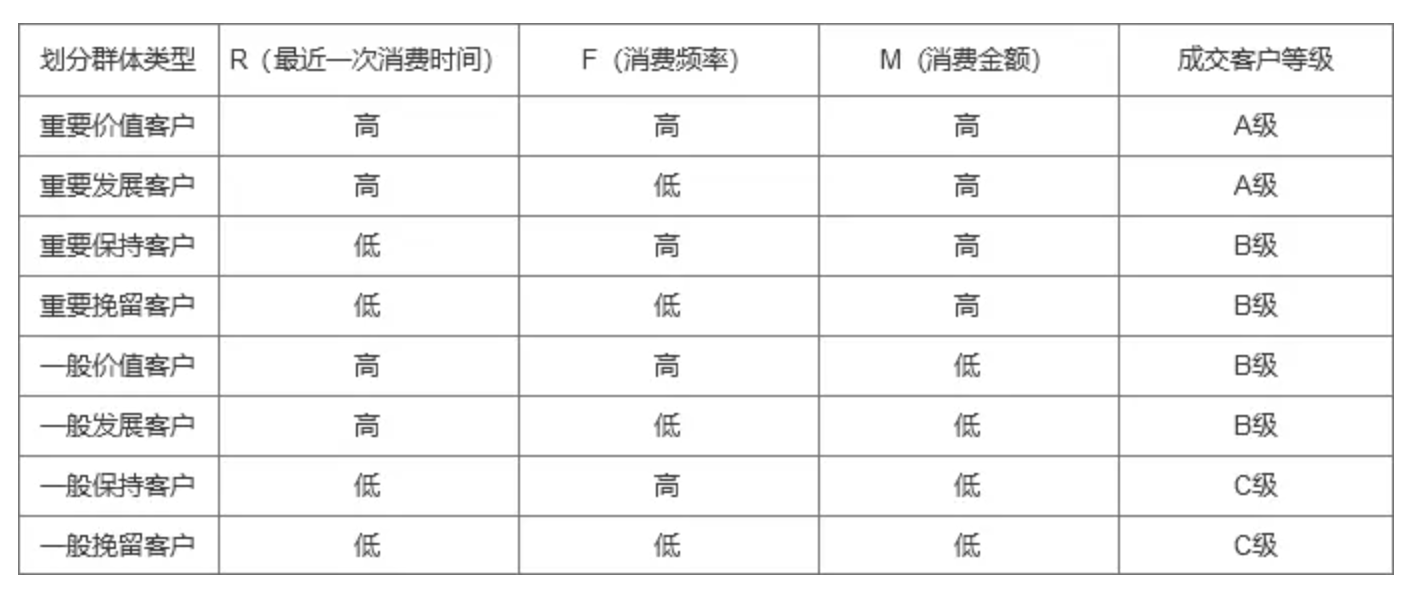 划分群体类型 R（最近一次消费时间） F（消费频率） M（消费金额） 成交客户等级
重要价值客户 高 高 高 A级
重要发展客户 高 低 高 A级
重要保持客户 低 高 高 B级
重要挽留客户 低 低 高 B级
一般价值客户 高 高 低 B级
一般发展客户 高 低 低 B级
一般保持客户 低 高 低 C级
一般挽留客户 低 低 低 C级